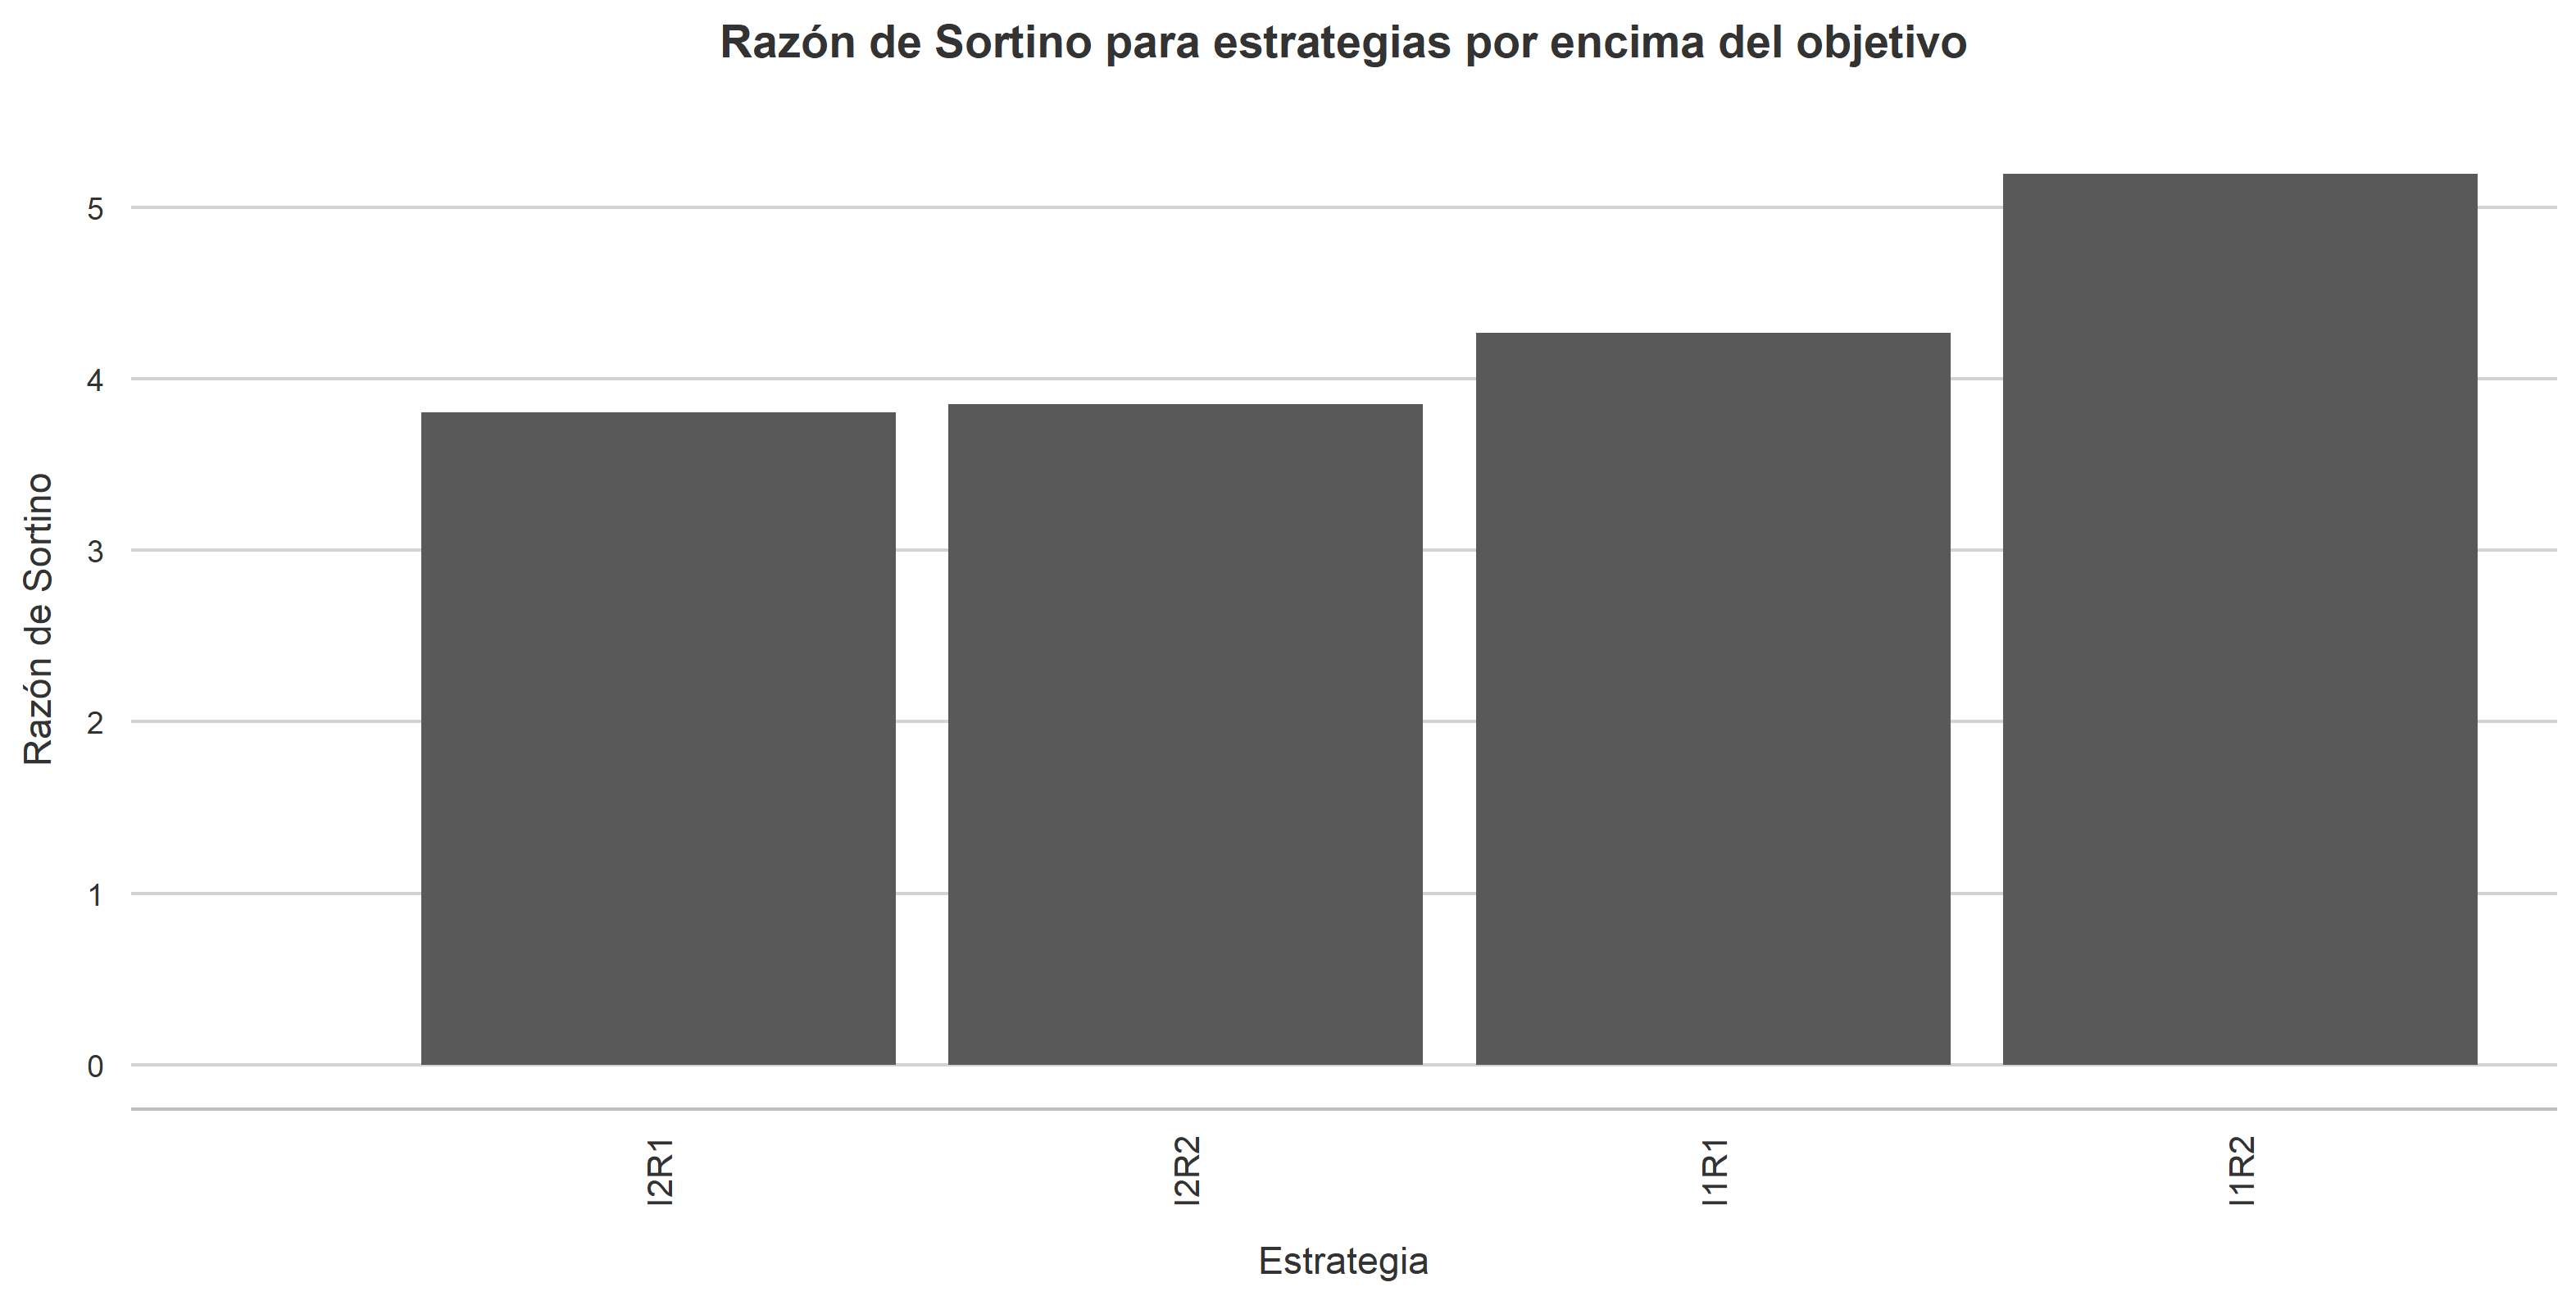 Razón de Sortino para estrategias por encima del objetivo
Razón de Sortino
5
4
3
2
1
0
I2R1
I2R2
I1R1
I1R2
Estrategia